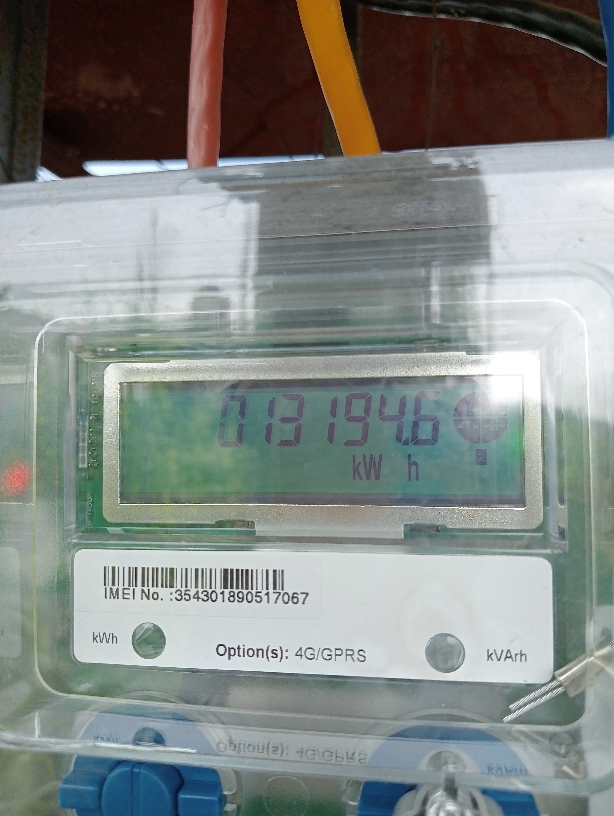 013194.6
kW h
IMEI No. :354301890517067
kWh
Option(s): 4G/GPRS
kVArh